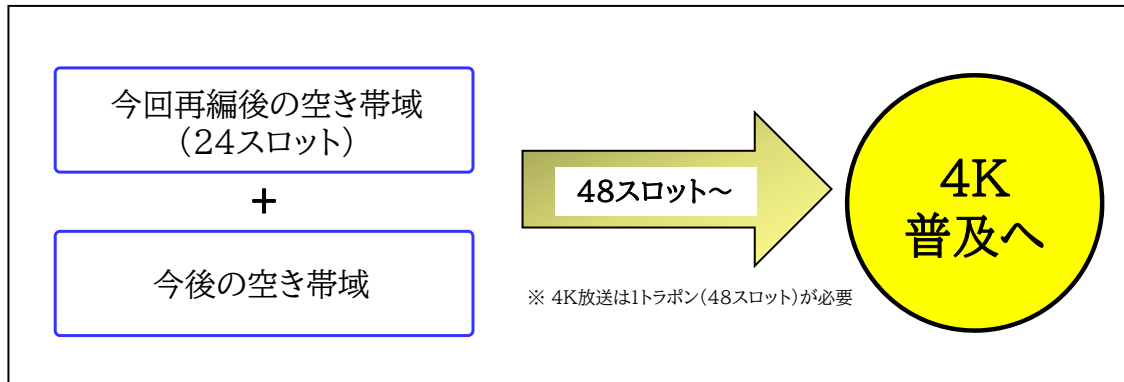 今回再編後の空き帯域
(24スロット)
+
今後の空き帯域
48スロット～
※ 4K放送は1トラポン(48スロット)が必要
4K
普及へ